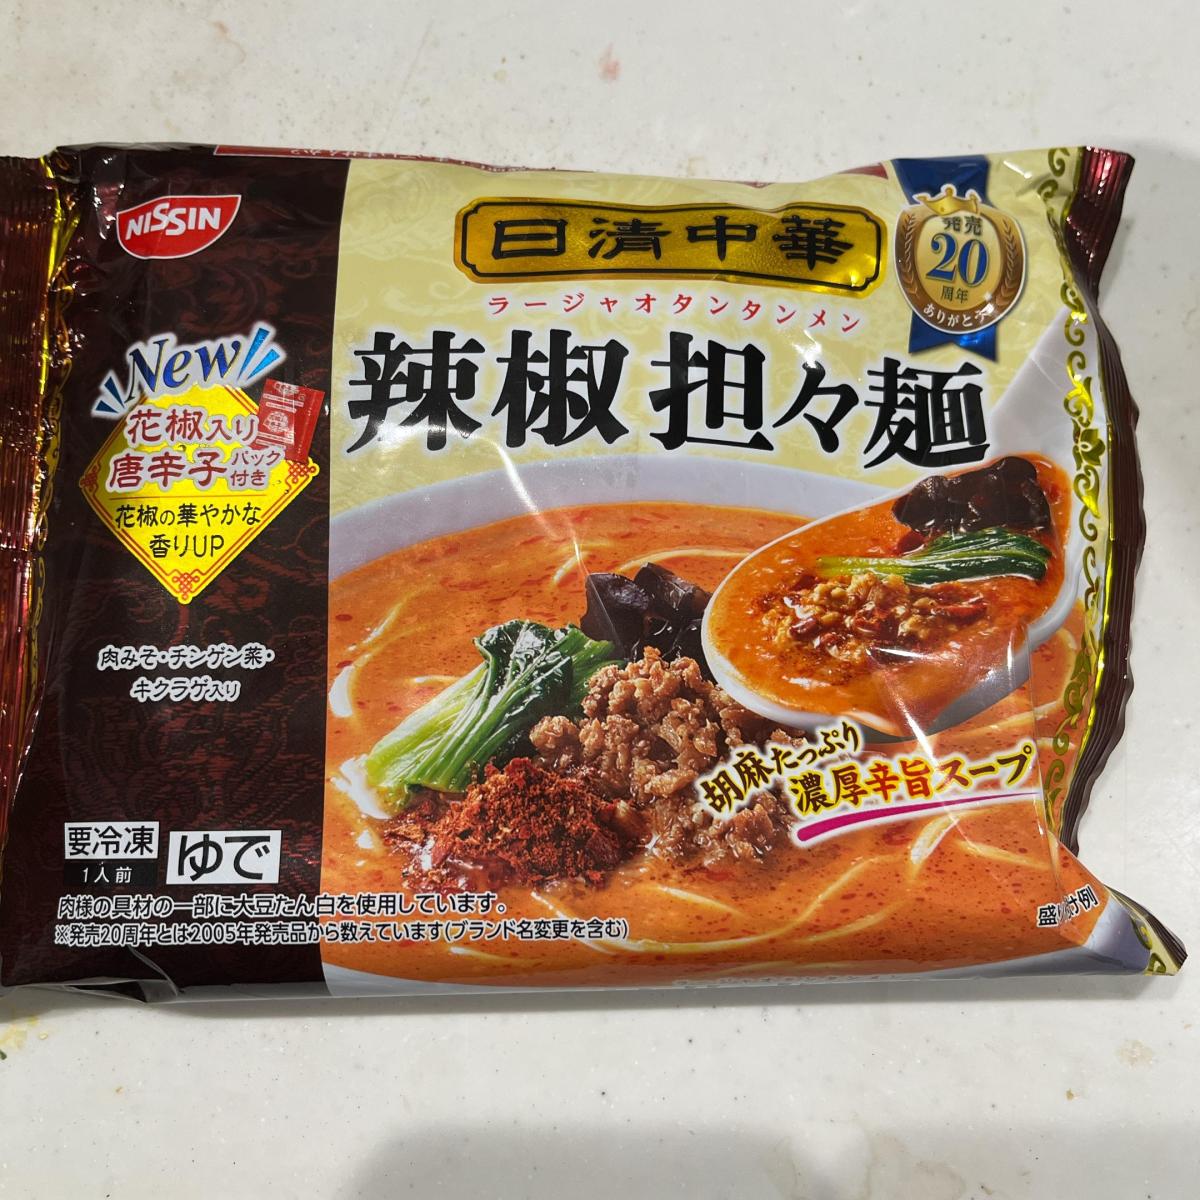 NISSIN
日清中華
発売
20
周年
ありがとう
ラージャオタンタンメン
辣椒担々麺
New
花椒入り
唐辛子パック付き
花椒の華やかな
香りUP
肉みそ・チンゲン菜・
キクラゲ入り
胡麻たっぷり
濃厚辛旨スープ
要冷凍
1人前
ゆで
肉様の具材の一部に大豆たん白を使用しています。
※発売20周年とは2005年発売品から数えています(ブランド名変更を含む)
盛り付け例